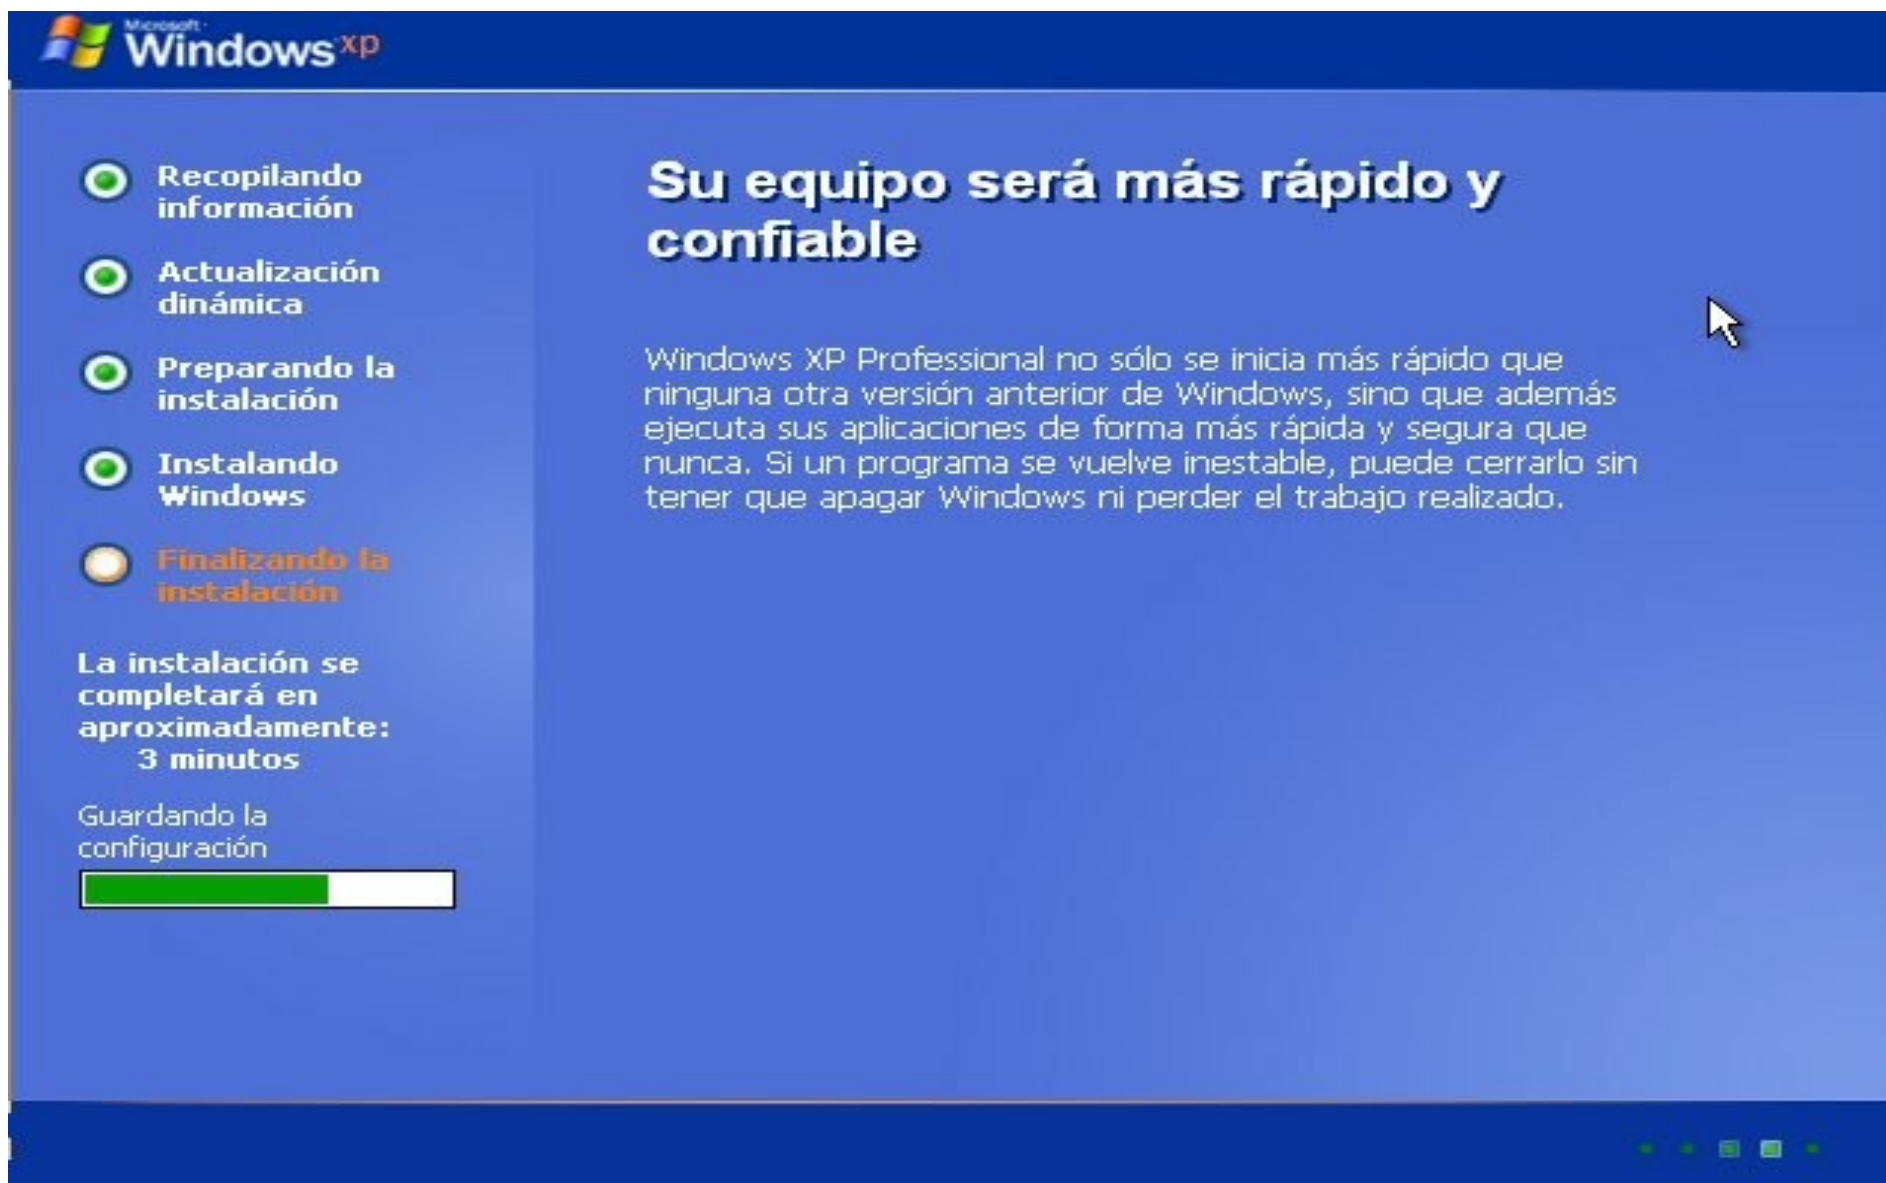 Microsoft
Windows xp
Recopilando
información
Actualización
dinámica
Preparando la
instalación
Instalando
Windows
Finalizando la
instalación
La instalación se
completará en
aproximadamente:
3 minutos
Guardando la
configuración
Su equipo será más rápido y
confiable
Windows XP Professional no sólo se inicia más rápido que
ninguna otra versión anterior de Windows, sino que además
ejecuta sus aplicaciones de forma más rápida y segura que
nunca. Si un programa se vuelve inestable, puede cerrarlo sin
tener que apagar Windows ni perder el trabajo realizado.